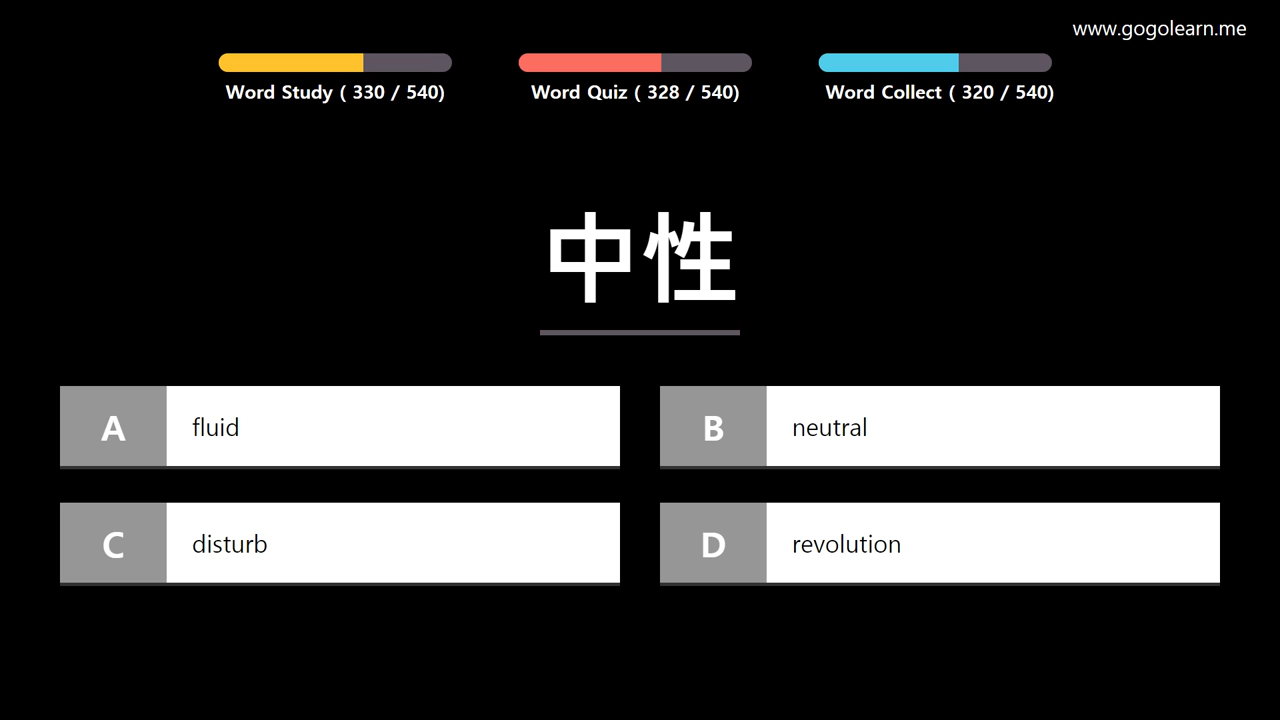 www.gogolearn.me
Word Study ( 330 / 540)
Word Quiz ( 328 / 540)
Word Collect ( 320 / 540)
中性
A fluid
B neutral
C disturb
D revolution